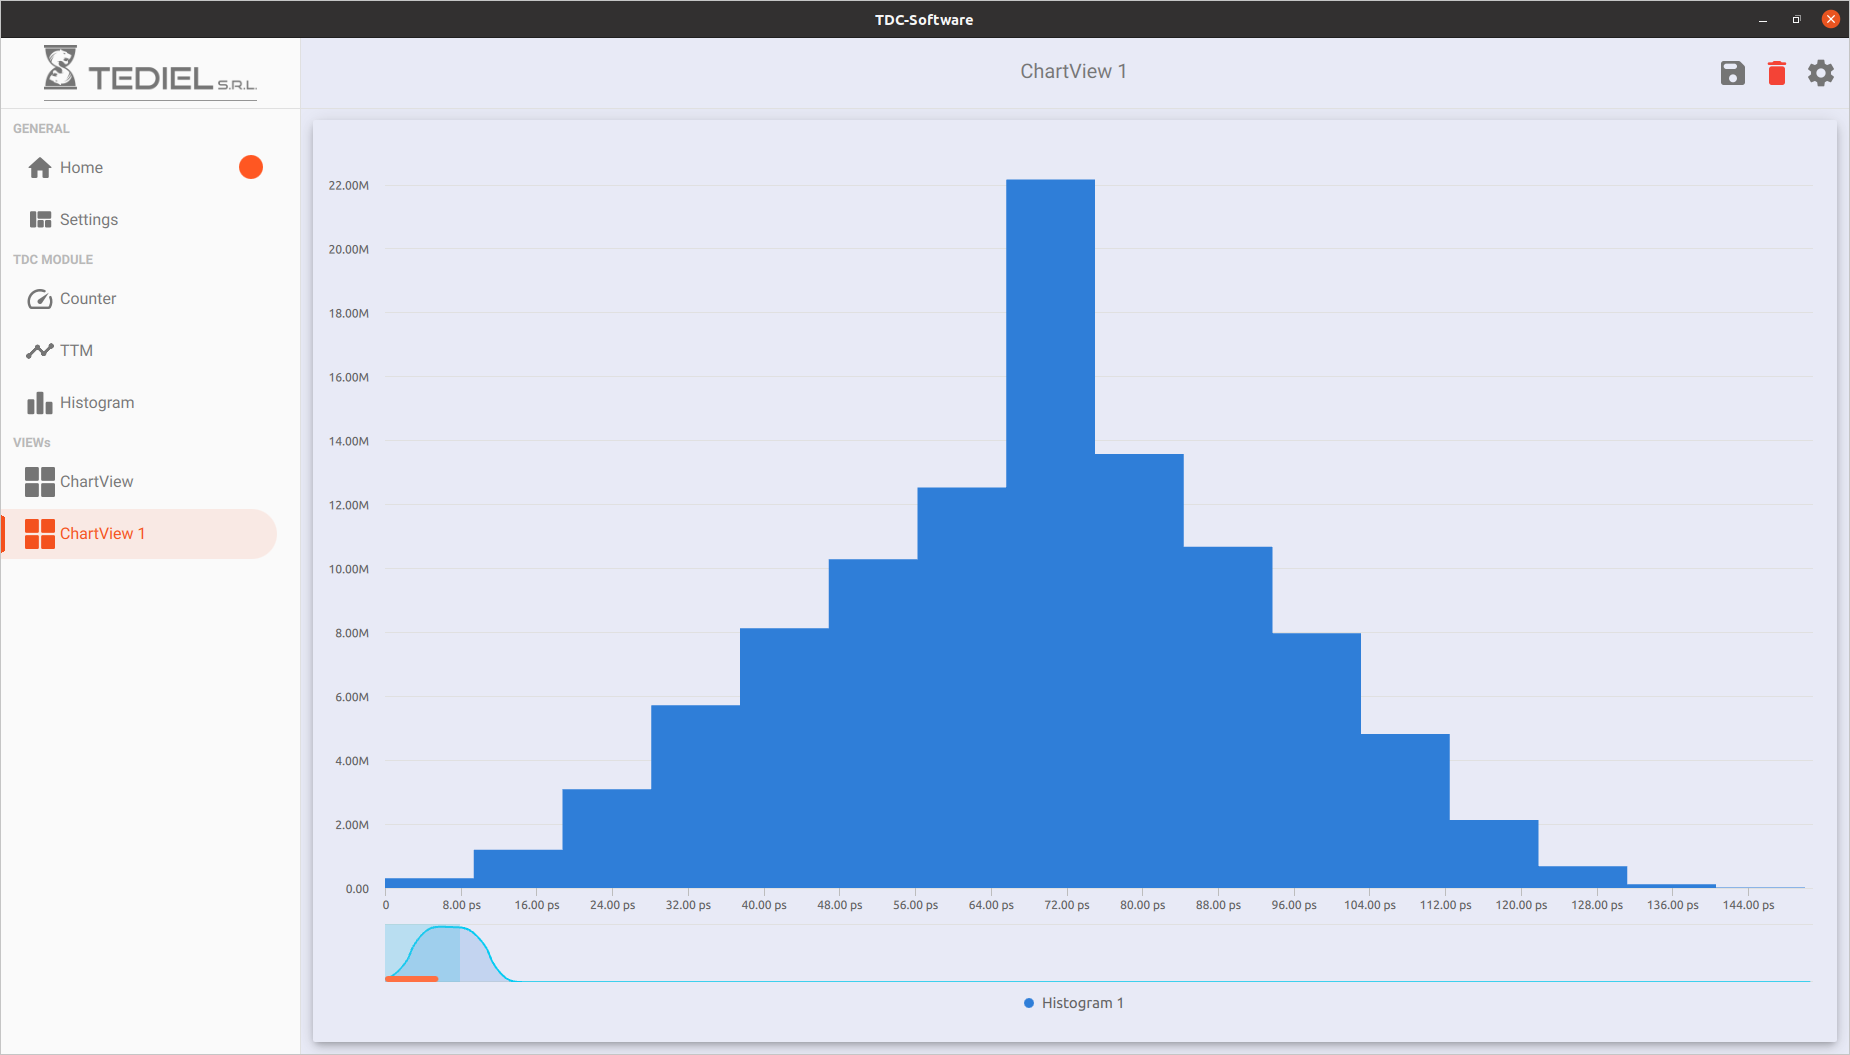 TDC-Software
TEDIEL S.R.L.
ChartView 1
GENERAL
Home
Settings
TDC MODULE
Counter
TTM
Histogram
VIEWs
ChartView
ChartView 1
22.00M
20.00M
18.00M
16.00M
14.00M
12.00M
10.00M
8.00M
6.00M
4.00M
2.00M
0.00
0 8.00 ps 16.00 ps 24.00 ps 32.00 ps 40.00 ps 48.00 ps 56.00 ps 64.00 ps 72.00 ps 80.00 ps 88.00 ps 96.00 ps 104.00 ps 112.00 ps 120.00 ps 128.00 ps 136.00 ps 144.00 ps
Histogram 1